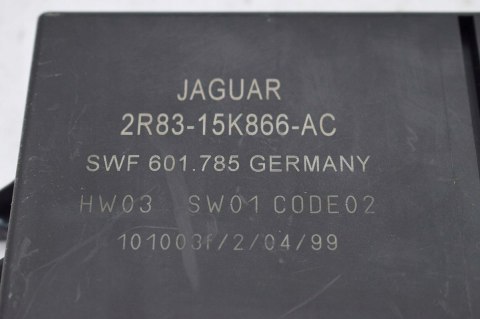 JAGUAR
2R83-15K866-AC
SWF 601.785 GERMANY
HW03 SW01 CODE02
101003f/2/04/99